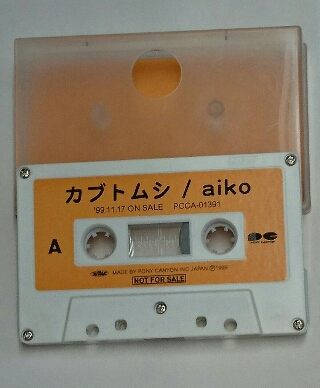 カブトムシ / aiko
'99.11.17 ON SALE PCCA-01391
A
MADE BY PONY CANYON INC. JAPAN Ⓟ1999
NOT FOR SALE